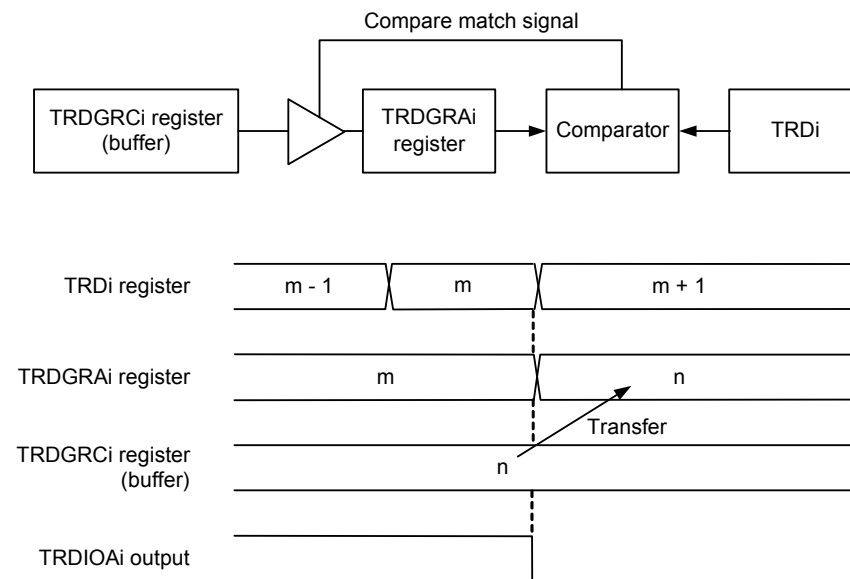 Compare match signal
TRDGRCi register
(buffer)
TRDGRAi
register
Comparator
TRDi
TRDi register
m - 1
m
m + 1
TRDGRAi register
m
n
Transfer
TRDGRCi register
(buffer)
n
TRDIOAi output